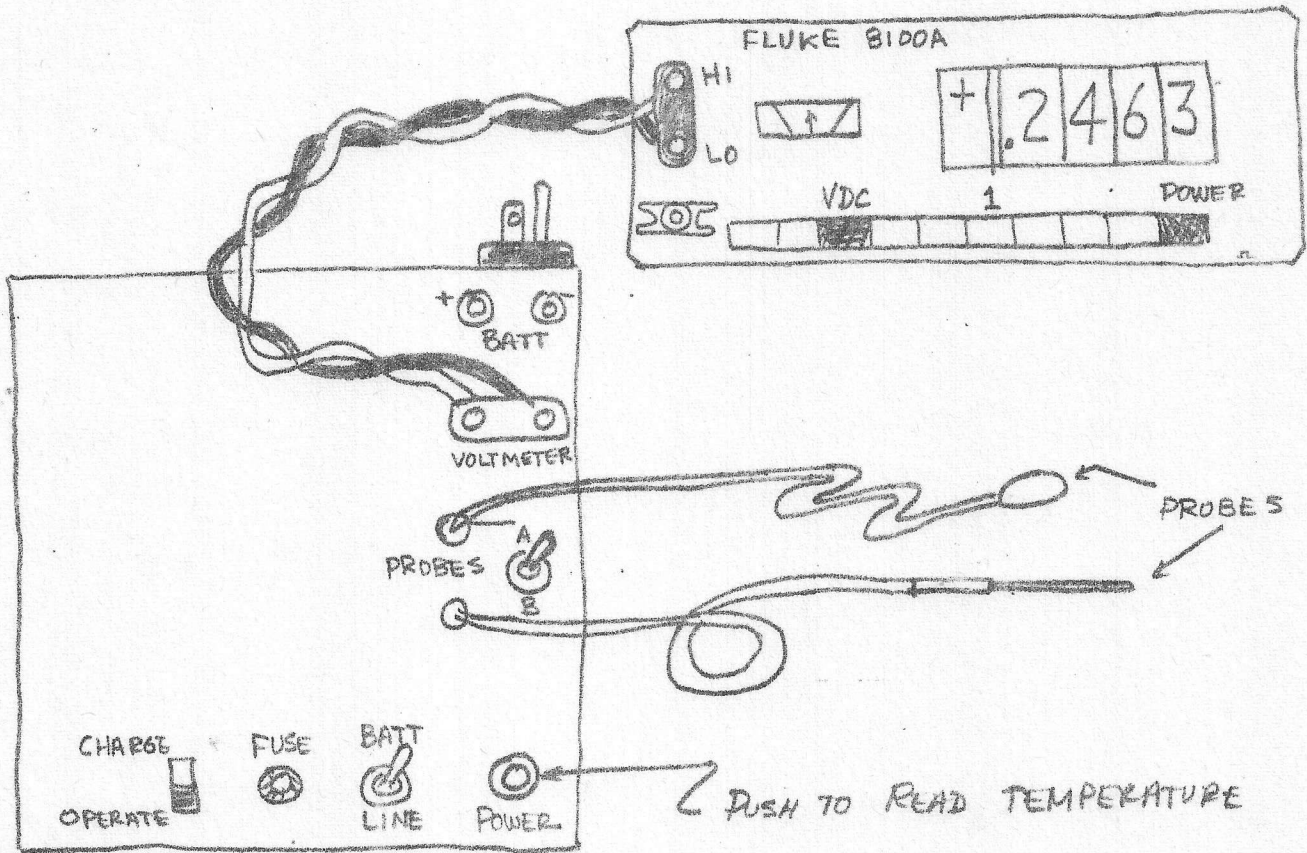 FLUKE 8100A
HI
LO
+ .2463
VDC 1 POWER
+ -
BATT
VOLTMETER
A
PROBES
B
PROBES
CHARGE
OPERATE
FUSE
BATT
LINE
POWER
PUSH TO READ TEMPERATURE